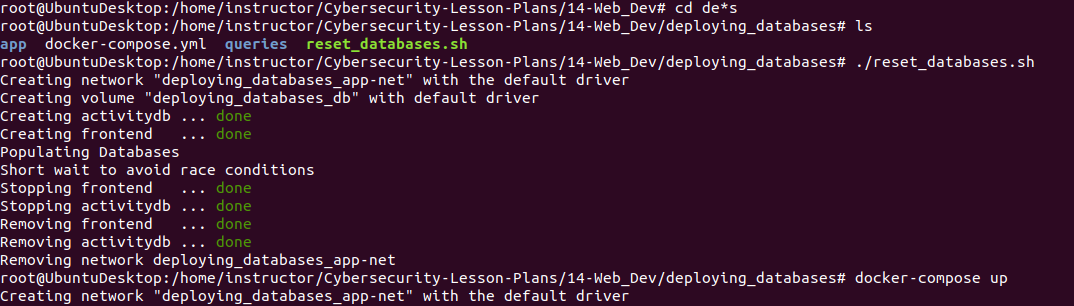 root@UbuntuDesktop:/home/instructor/Cybersecurity-Lesson-Plans/14-Web_Dev# cd de*s
root@UbuntuDesktop:/home/instructor/Cybersecurity-Lesson-Plans/14-Web_Dev/deploying_databases# ls
app  docker-compose.yml  queries  reset_databases.sh
root@UbuntuDesktop:/home/instructor/Cybersecurity-Lesson-Plans/14-Web_Dev/deploying_databases# ./reset_databases.sh
Creating network "deploying_databases_app-net" with the default driver
Creating volume "deploying_databases_db" with default driver
Creating activitydb ... done
Creating frontend   ... done
Populating Databases
Short wait to avoid race conditions
Stopping frontend   ... done
Stopping activitydb ... done
Removing frontend   ... done
Removing activitydb ... done
Removing network deploying_databases_app-net
root@UbuntuDesktop:/home/instructor/Cybersecurity-Lesson-Plans/14-Web_Dev/deploying_databases# docker-compose up
Creating network "deploying_databases_app-net" with the default driver